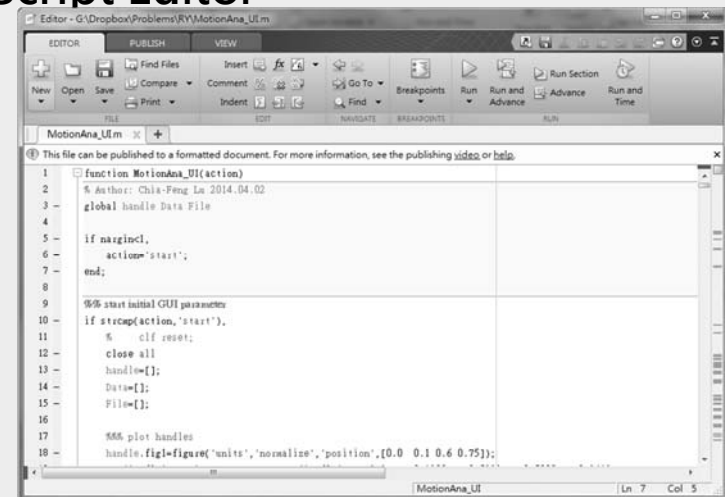 Script Editor
Editor - G:\Dropbox\Problems\RY\MotionAna_UI.m
EDITOR PUBLISH VIEW
New Open Save Find Files Compare Print
Insert fx Comment Indent
Go To Find
Breakpoints Run Run and Advance Run Section Advance Run and Time
FILE EDIT NAVIGATE BREAKPOINTS RUN
MotionAna_UI.m × +
This file can be published to a formatted document. For more information, see the publishing video or help. ×
1 function MotionAna_UI(action)
2 % Author: Chia-Feng Lu 2014.04.02
3 - global handle Data File
4
5 - if nargin<1,
6 - action='start';
7 - end;
8
9 %% start initial GUI parameter
10 - if strcmp(action,'start'),
11 % clf reset;
12 - close all
13 - handle=[];
14 - Data=[];
15 - File=[];
16
17 %%% plot handles
18 - handle.fig1=figure('units','normalize','position',[0.0 0.1 0.6 0.75]);
MotionAna_UI Ln 7 Col 5